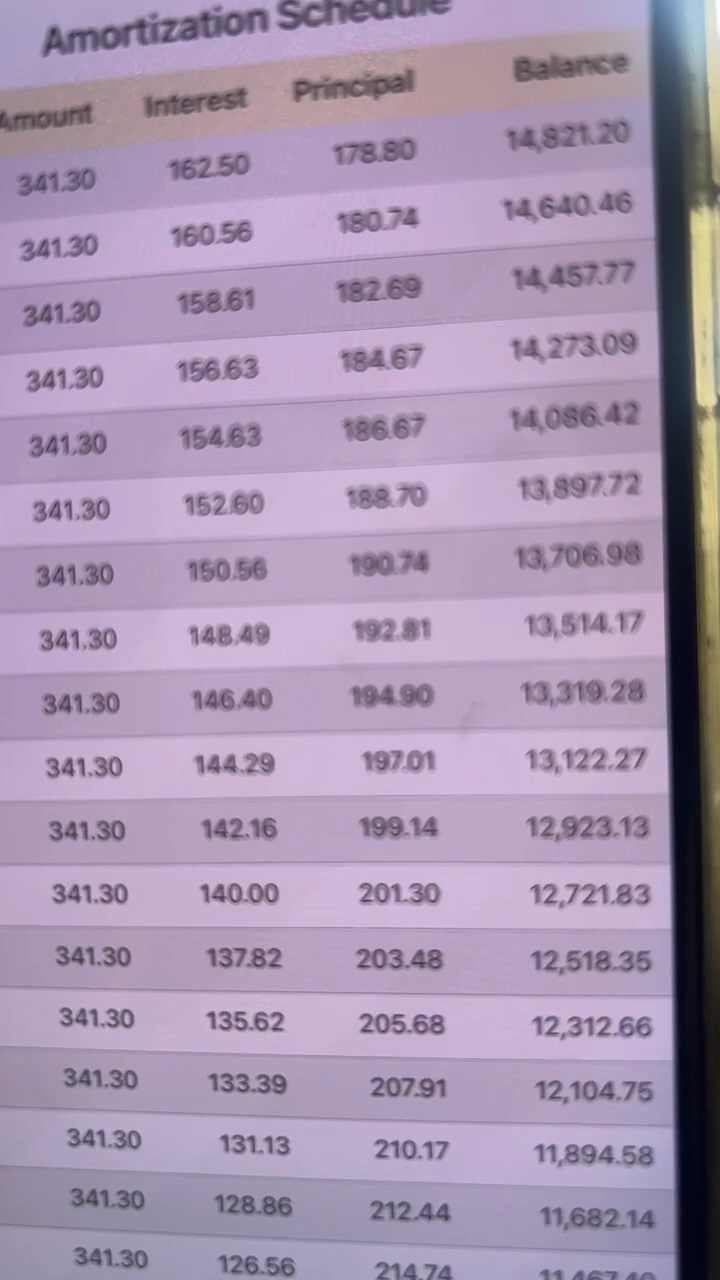 Amortization Schedule
Amount Interest Principal Balance
341.30 162.50 178.80 14,821.20
341.30 160.56 180.74 14,640.46
341.30 158.61 182.69 14,457.77
341.30 156.63 184.67 14,273.09
341.30 154.63 186.67 14,086.42
341.30 152.60 188.70 13,897.72
341.30 150.56 190.74 13,706.98
341.30 148.49 192.81 13,514.17
341.30 146.40 194.90 13,319.28
341.30 144.29 197.01 13,122.27
341.30 142.16 199.14 12,923.13
341.30 140.00 201.30 12,721.83
341.30 137.82 203.48 12,518.35
341.30 135.62 205.68 12,312.66
341.30 133.39 207.91 12,104.75
341.30 131.13 210.17 11,894.58
341.30 128.86 212.44 11,682.14
341.30 126.56 214.74